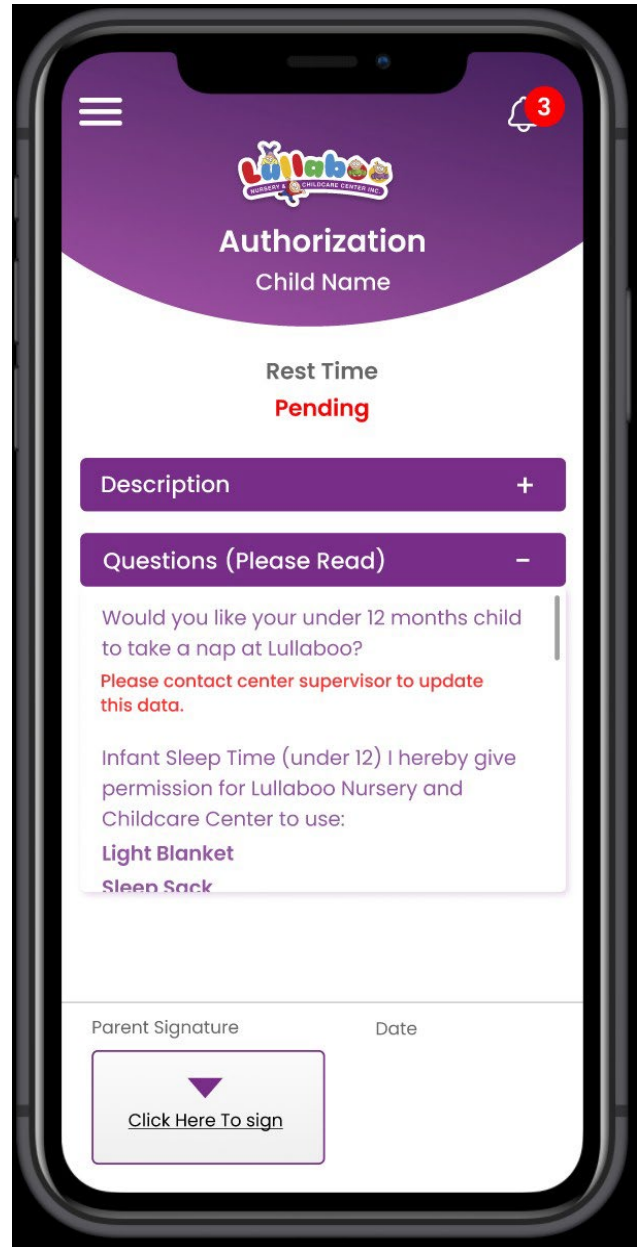 3
Lullaboo
NURSERY & CHILDCARE CENTER INC.
Authorization
Child Name
Rest Time
Pending
Description +
Questions (Please Read) -
Would you like your under 12 months child
to take a nap at Lullaboo?
Please contact center supervisor to update
this data.
Infant Sleep Time (under 12) I hereby give
permission for Lullaboo Nursery and
Childcare Center to use:
Light Blanket
Sleep Sack
Parent Signature Date
Click Here To sign